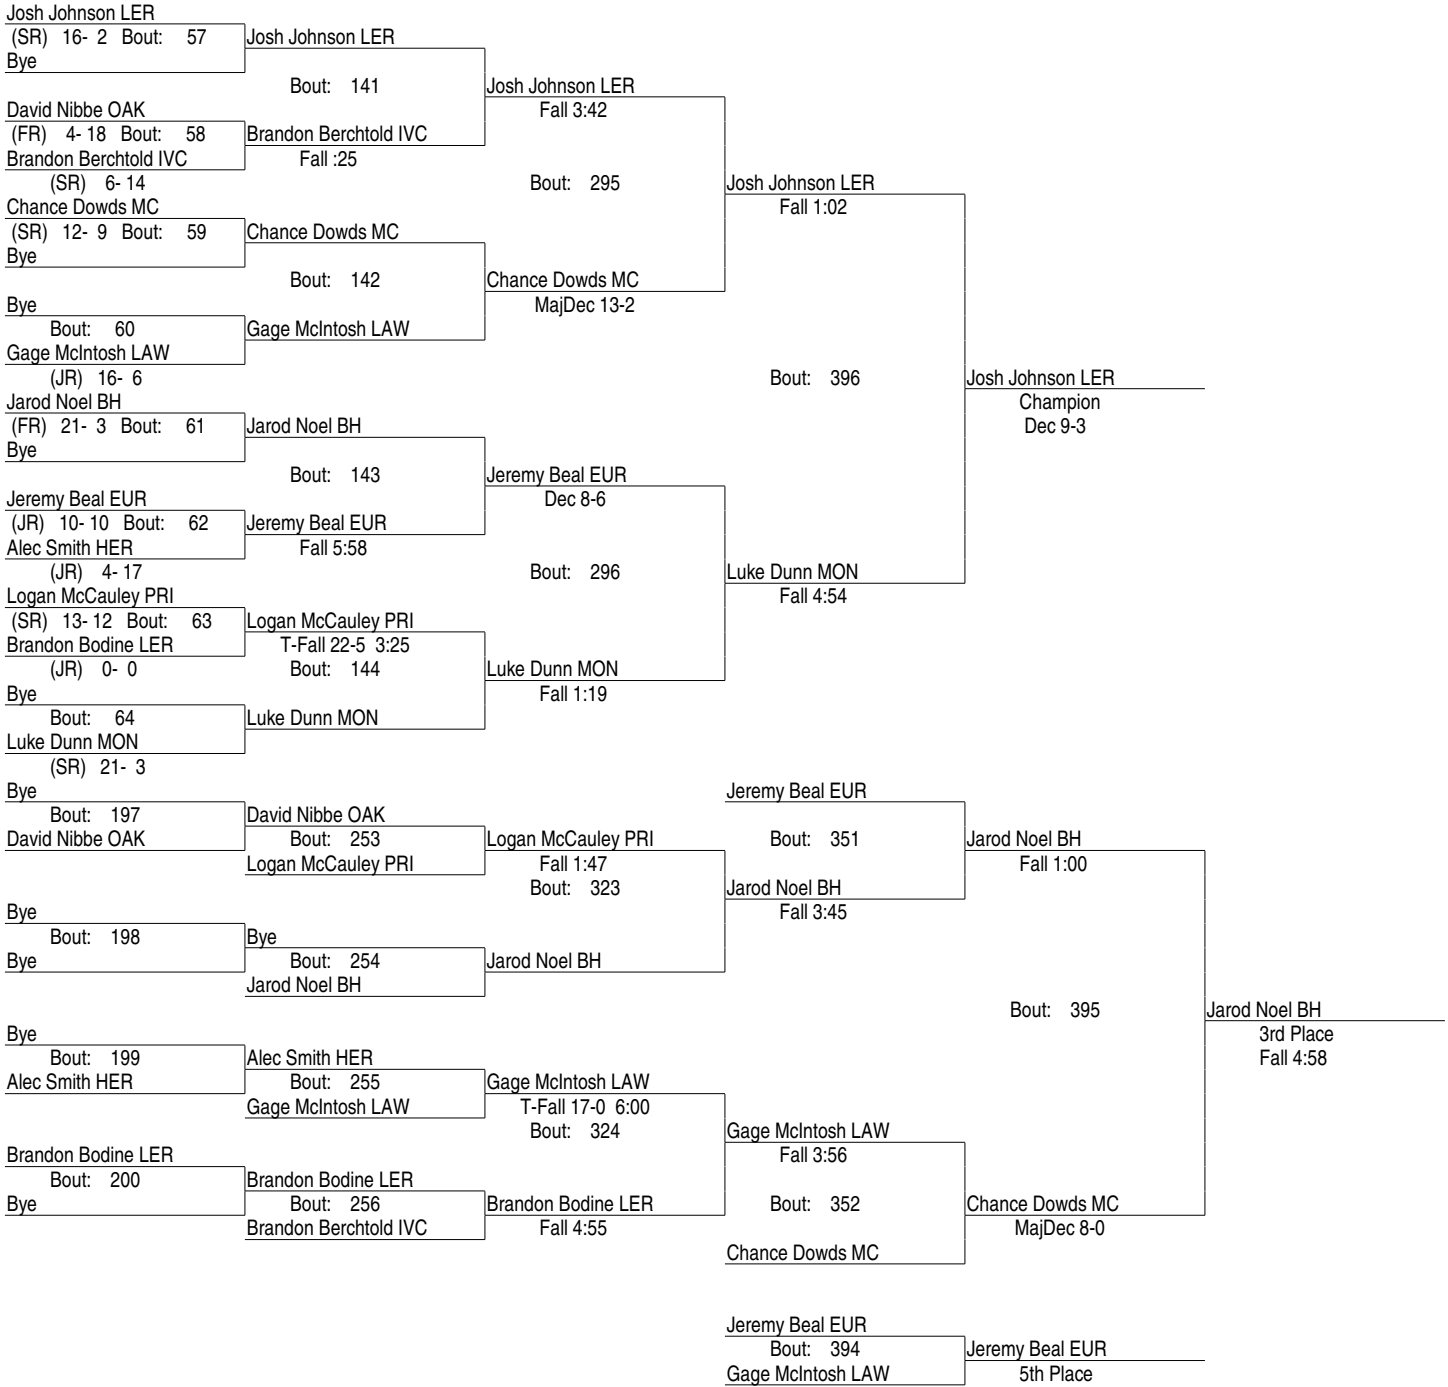 Josh Johnson LER
(SR) 16- 2 Bout: 57 Josh Johnson LER
Bye
Bout: 141 Josh Johnson LER
David Nibbe OAK Fall 3:42
(FR) 4- 18 Bout: 58 Brandon Berchtold IVC
Brandon Berchtold IVC Fall :25
(SR) 6- 14 Bout: 295 Josh Johnson LER
Chance Dowds MC Fall 1:02
(SR) 12- 9 Bout: 59 Chance Dowds MC
Bye
Bout: 142 Chance Dowds MC
Bye MajDec 13-2
Bout: 60 Gage McIntosh LAW
Gage McIntosh LAW
(JR) 16- 6 Bout: 396 Josh Johnson LER
Jarod Noel BH Champion
(FR) 21- 3 Bout: 61 Jarod Noel BH Dec 9-3
Bye
Bout: 143 Jeremy Beal EUR
Jeremy Beal EUR Dec 8-6
(JR) 10- 10 Bout: 62 Jeremy Beal EUR
Alec Smith HER Fall 5:58
(JR) 4- 17 Bout: 296 Luke Dunn MON
Logan McCauley PRI Fall 4:54
(SR) 13- 12 Bout: 63 Logan McCauley PRI
Brandon Bodine LER T-Fall 22-5 3:25
(JR) 0- 0 Bout: 144 Luke Dunn MON
Bye Fall 1:19
Bout: 64 Luke Dunn MON
Luke Dunn MON
(SR) 21- 3
Bye Jeremy Beal EUR
Bout: 197 David Nibbe OAK
David Nibbe OAK Bout: 253 Logan McCauley PRI Bout: 351 Jarod Noel BH
Logan McCauley PRI Fall 1:47 Fall 1:00
Bout: 323 Jarod Noel BH
Bye Fall 3:45
Bout: 198 Bye
Bye Bout: 254 Jarod Noel BH
Jarod Noel BH
Bout: 395 Jarod Noel BH
Bye 3rd Place
Bout: 199 Alec Smith HER Fall 4:58
Alec Smith HER Bout: 255 Gage McIntosh LAW
Gage McIntosh LAW T-Fall 17-0 6:00
Bout: 324 Gage McIntosh LAW
Brandon Bodine LER Fall 3:56
Bout: 200 Brandon Bodine LER
Bye Bout: 256 Brandon Bodine LER Bout: 352 Chance Dowds MC
Brandon Berchtold IVC Fall 4:55 MajDec 8-0
Chance Dowds MC
Jeremy Beal EUR
Bout: 394 Jeremy Beal EUR
Gage McIntosh LAW 5th Place